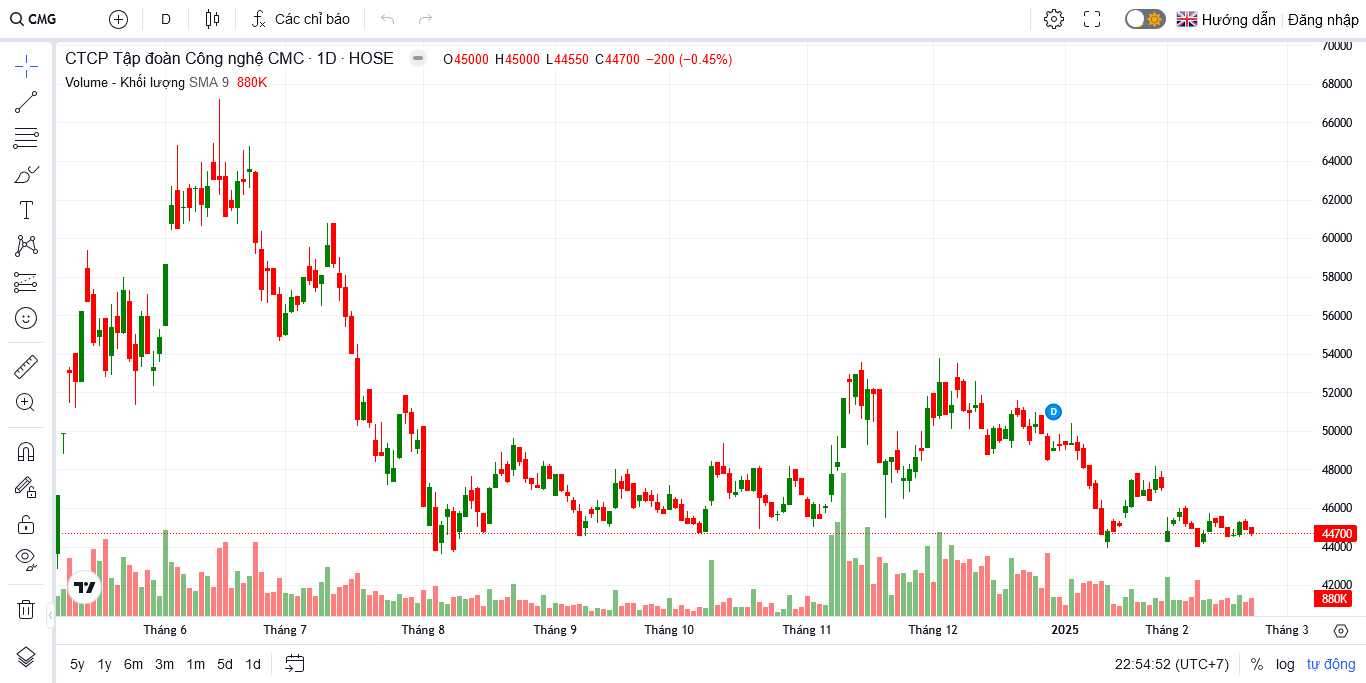 CMG D Các chỉ báo Hướng dẫn Đăng nhập
CTCP Tập đoàn Công nghệ CMC · 1D · HOSE O45000 H45000 L44550 C44700 −200 (−0.45%)
Volume - Khối lượng SMA 9 880K
70000
68000
66000
64000
62000
60000
58000
56000
54000
52000
50000
48000
46000
44700
44000
42000
880K
D
Tháng 6 Tháng 7 Tháng 8 Tháng 9 Tháng 10 Tháng 11 Tháng 12 2025 Tháng 2 Tháng 3
5y 1y 6m 3m 1m 5d 1d 22:54:52 (UTC+7) % log tự động